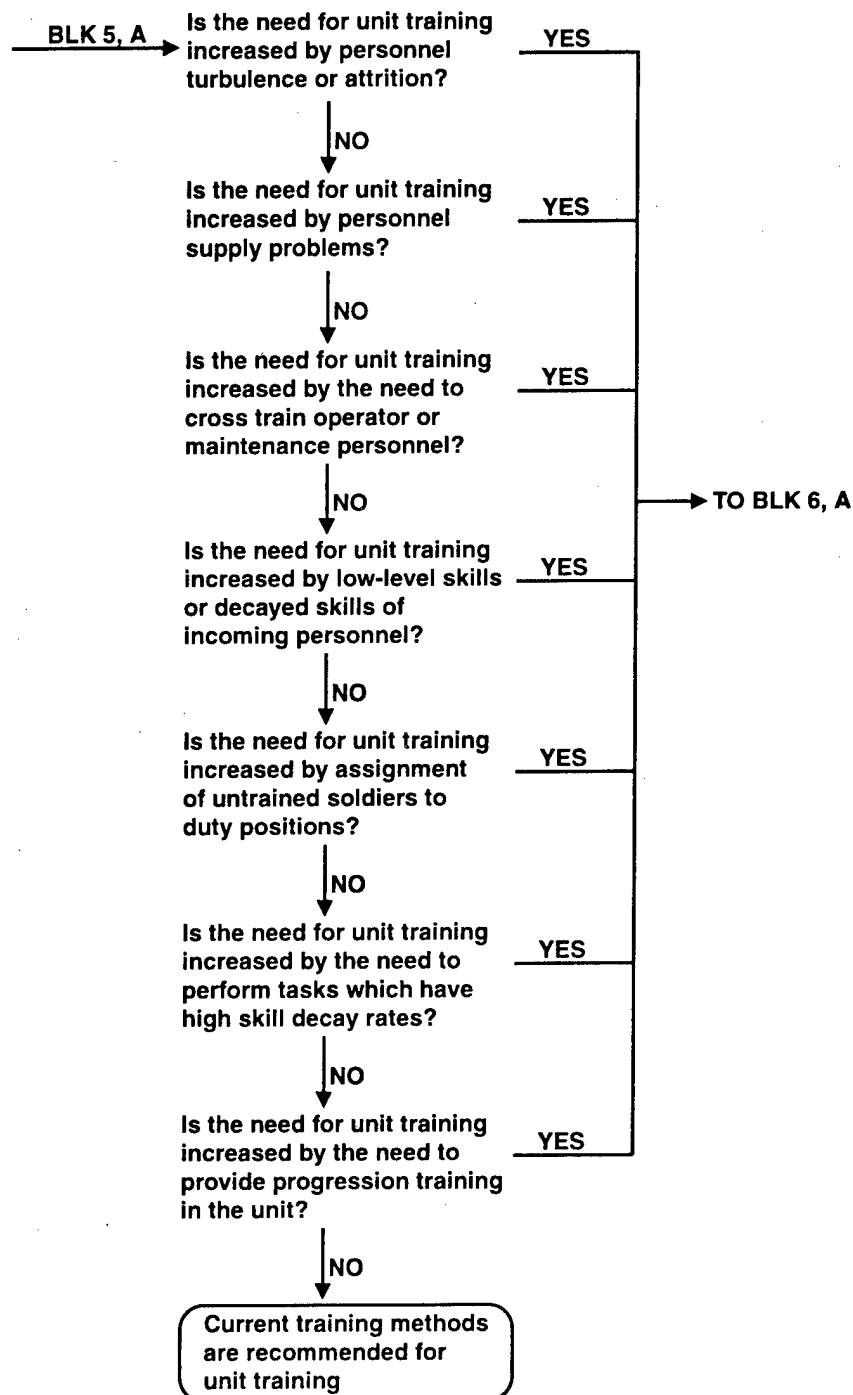 BLK 5, A
Is the need for unit training
increased by personnel
turbulence or attrition?
YES
NO
Is the need for unit training
increased by personnel
supply problems?
YES
NO
Is the need for unit training
increased by the need to
cross train operator or
maintenance personnel?
YES
TO BLK 6, A
NO
Is the need for unit training
increased by low-level skills
or decayed skills of
incoming personnel?
YES
NO
Is the need for unit training
increased by assignment
of untrained soldiers to
duty positions?
YES
NO
Is the need for unit training
increased by the need to
perform tasks which have
high skill decay rates?
YES
NO
Is the need for unit training
increased by the need to
provide progression training
in the unit?
YES
NO
Current training methods
are recommended for
unit training